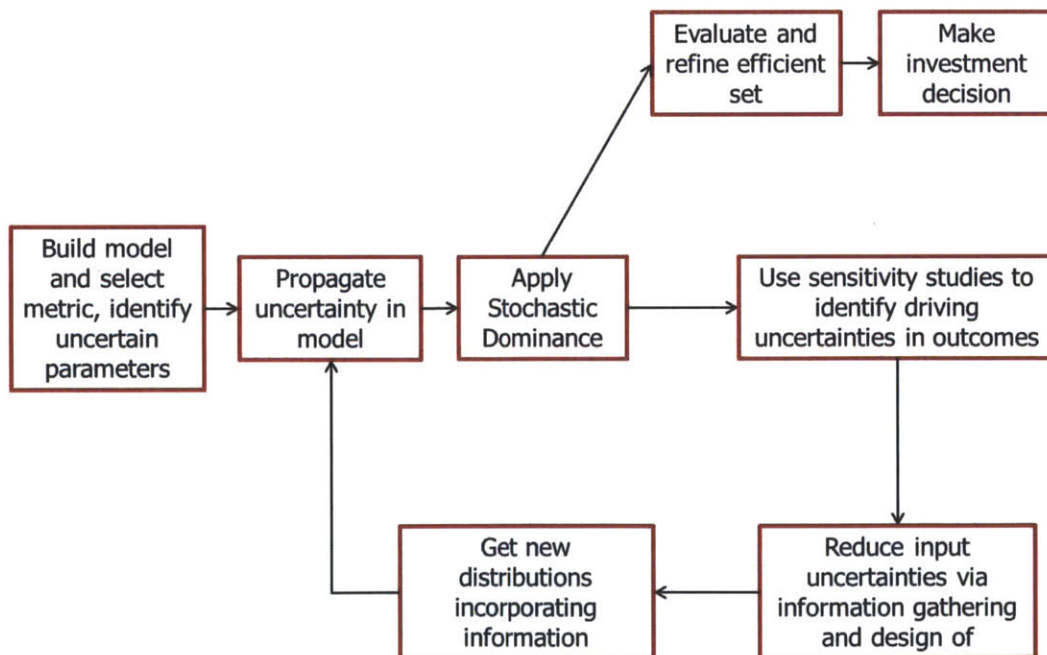 Evaluate and
refine efficient
set
Make
investment
decision
Build model
and select
metric, identify
uncertain
parameters
Propagate
uncertainty in
model
Apply
Stochastic
Dominance
Use sensitivity studies to
identify driving
uncertainties in outcomes
Get new
distributions
incorporating
information
Reduce input
uncertainties via
information gathering
and design of